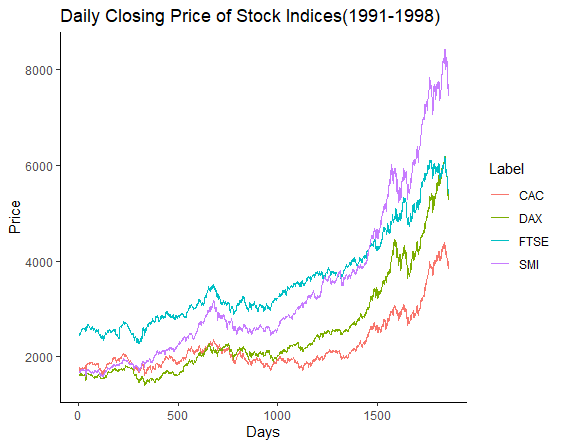 Daily Closing Price of Stock Indices(1991-1998)
8000
6000
4000
2000
Price
0
500
1000
1500
Days
Label
CAC
DAX
FTSE
SMI